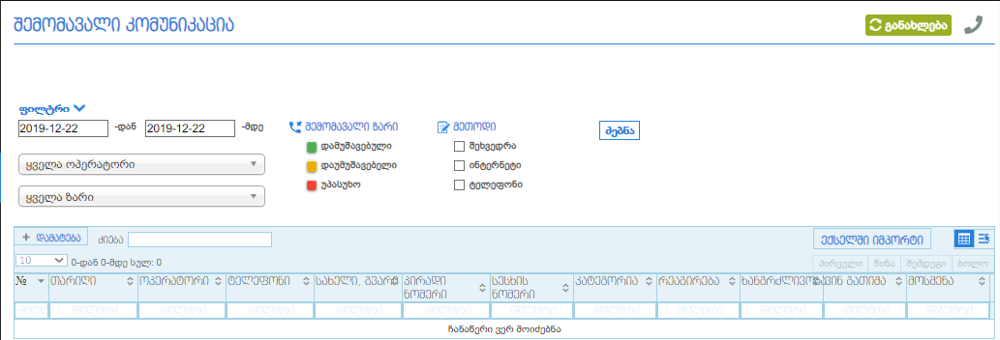 შემომავალი კომუნიკაცია
განახლება
ფილტრი
2019-12-22 -დან 2019-12-22 -მდე
შემომავალი ზარი
მეთოდი
ძებნა
დამუშავებული
შეხვედრა
ყველა ოპერატორი
დაუმუშავებელი
ინტერნეტი
უპასუხო
ტელეფონი
ყველა ზარი
+ დამატება ძიება
ექსელში იმპორტი
10 0-დან 0-მდე სულ: 0
პირველი წინა შემდეგი ბოლო
№ თარიღი ოპერატორი ტელეფონი სახელი, გვარი პირადი ნომერი სესხის ნომერი კატეგორია რეაგირება ხანგრძლივობა ვინ გათიშა მოსმენა
ფილტრი ფილტრი ფილტრი ფილტრი ფილტრი ფილტრი ფილტრი ფილტრი ფილტრი ფილტრი ფილტრი
ჩანაწერი ვერ მოიძებნა